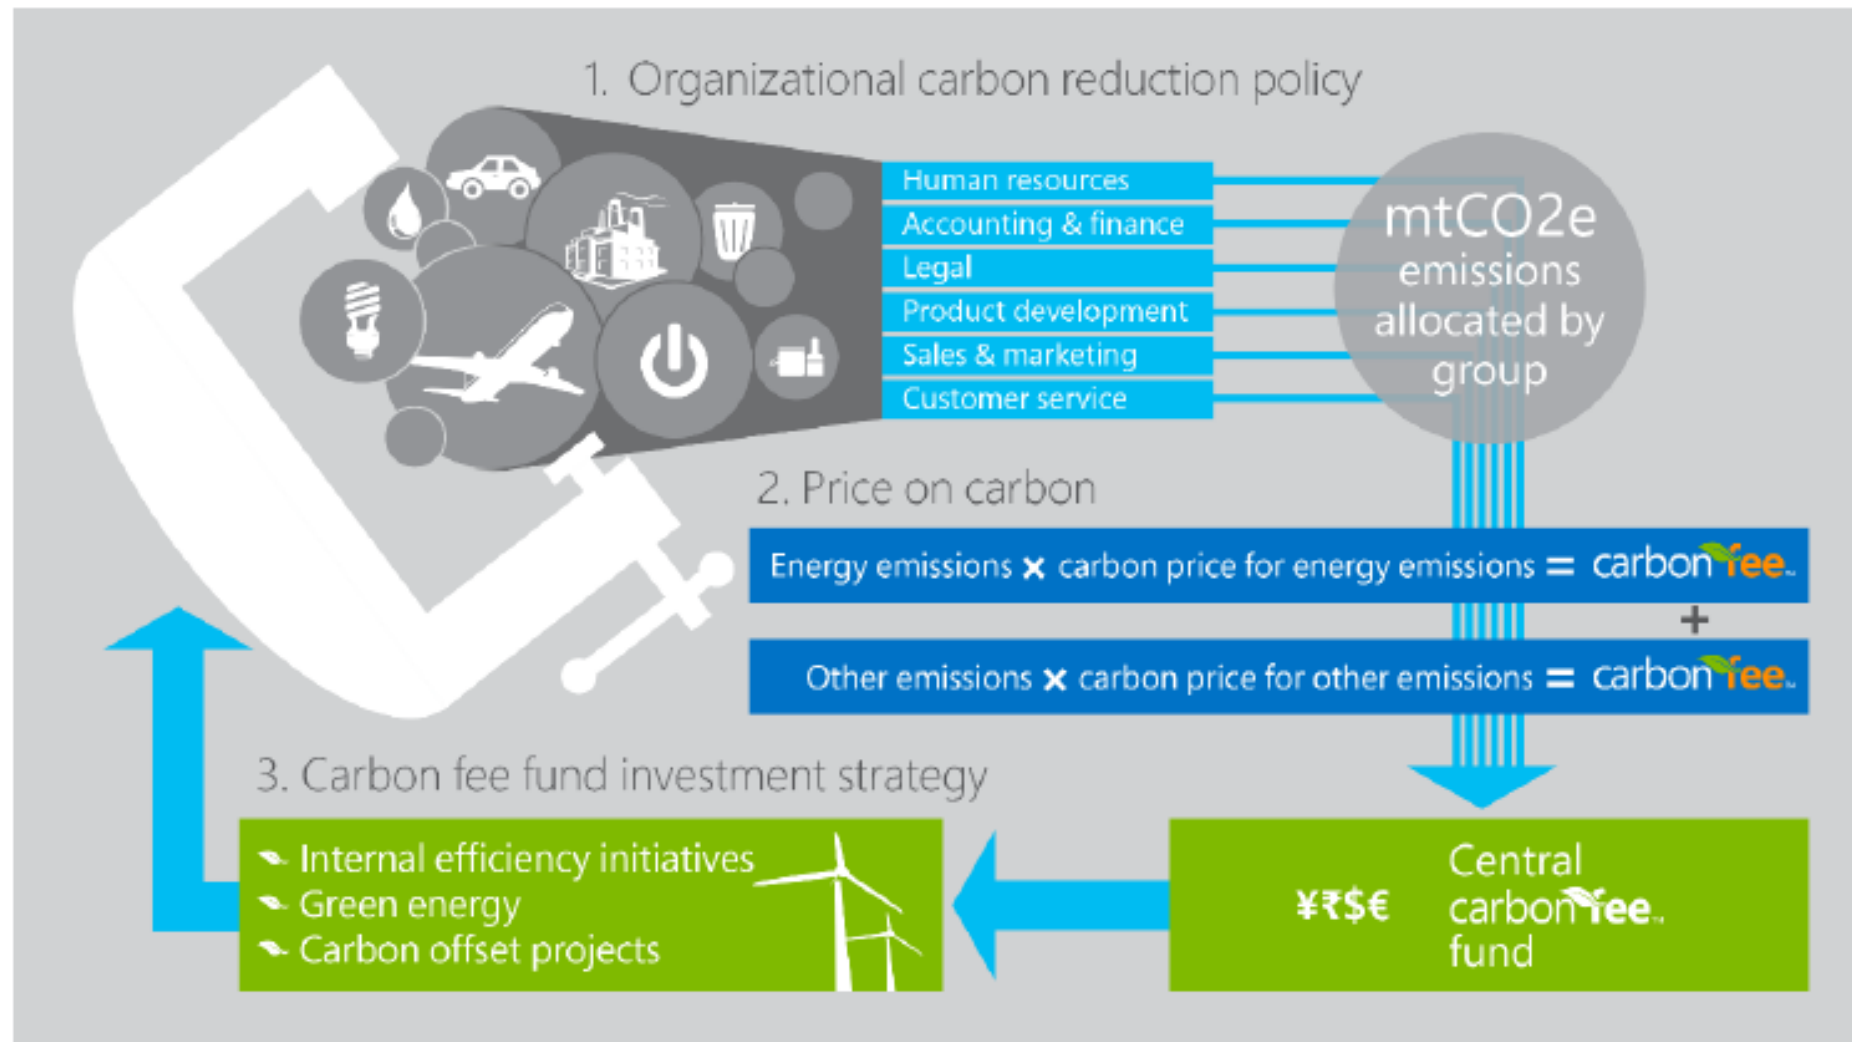 1. Organizational carbon reduction policy
Human resources
Accounting & finance
Legal
Product development
Sales & marketing
Customer service
mtCO2e
emissions
allocated by
group
2. Price on carbon
Energy emissions × carbon price for energy emissions = carbon fee™
+
Other emissions × carbon price for other emissions = carbon fee™
3. Carbon fee fund investment strategy
Internal efficiency initiatives
Green energy
Carbon offset projects
¥₹$€
Central
carbon fee™
fund